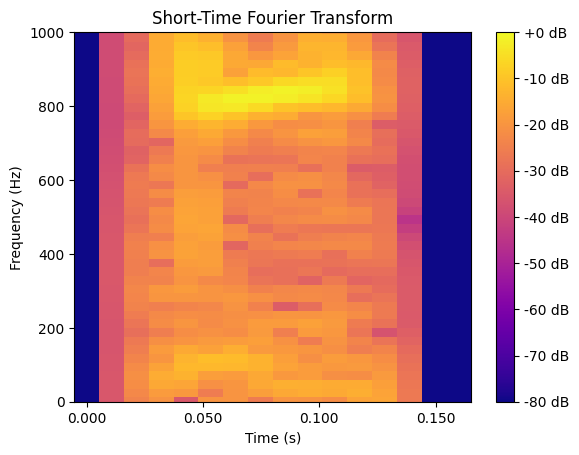 Short-Time Fourier Transform
1000
800
600
400
200
0
Frequency (Hz)
0.000
0.050
0.100
0.150
Time (s)
+0 dB
-10 dB
-20 dB
-30 dB
-40 dB
-50 dB
-60 dB
-70 dB
-80 dB